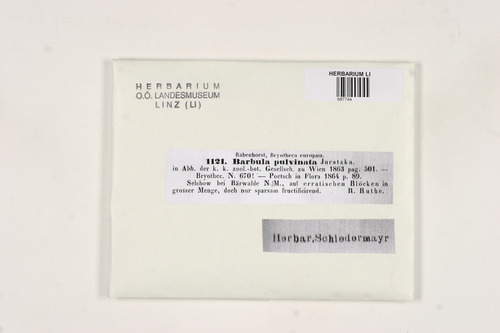 HERBARIUM
O.Ö. LANDESMUSEUM
LINZ (LI)
HERBARIUM LI
Rabenhorst, Bryotheca europaea.
1121. Barbula pulvinata Juratzka,
in Abh. der k. k. zool.-bot. Gesellsch. zu Wien 1863 pag. 501. —
Bryothec. N. 670! — Poetsch in Flora 1864 p. 89.
Selchow bei Bärwalde N|M., auf erratischen Blöcken in
grosser Menge, doch nur sparsam fructificirend. R. Ruthe.
Herbar, Schiedermayr